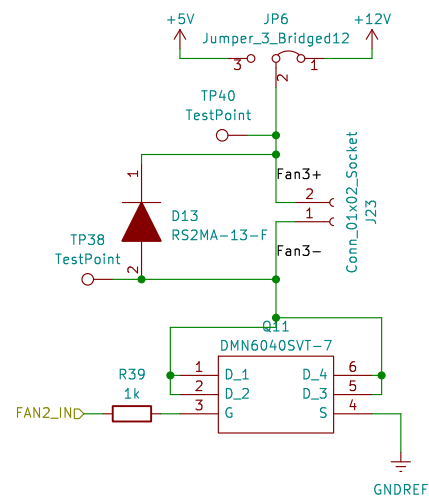 +5V
JP6
+12V
Jumper_3_Bridged12
3
2
1
TP40
TestPoint
Fan3+
2
1
Fan3-
Conn_01x02_Socket
J23
1
D13
RS2MA-13-F
2
TP38
TestPoint
Q11
DMN6040SVT-7
1
D_1
D_4
6
2
D_2
D_3
5
3
G
S
4
R39
1k
FAN2_IN
GNDREF